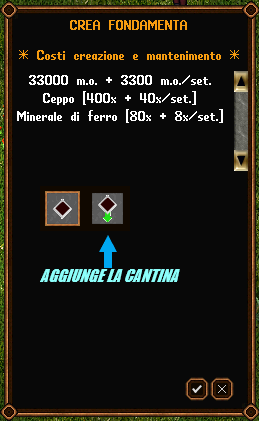 CREA FONDAMENTA
Costi creazione e mantenimento
33000 m.o. + 3300 m.o./set.
Ceppo [400x + 40x/set.]
Minerale di ferro [80x + 8x/set.]
AGGIUNGE LA CANTINA